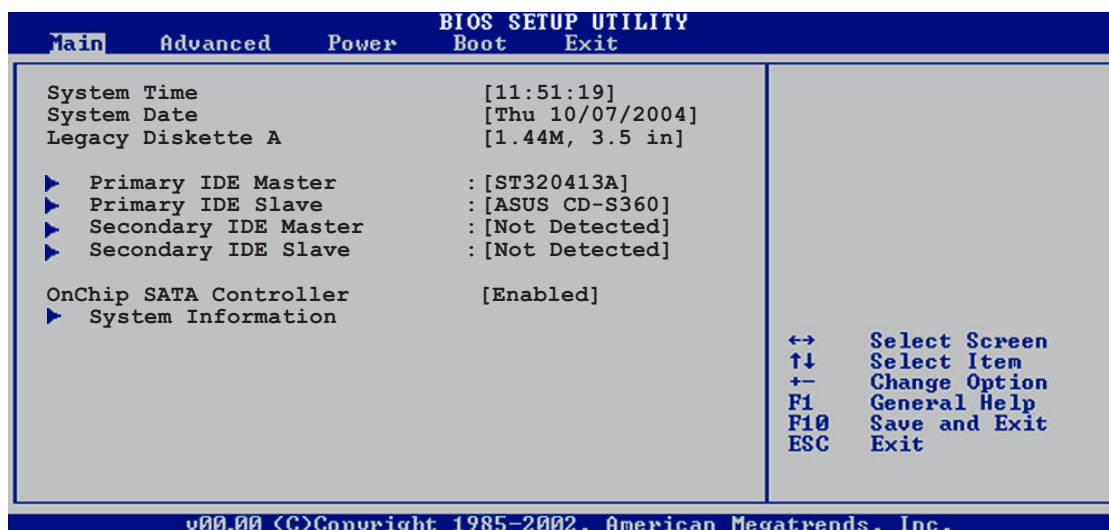 BIOS SETUP UTILITY
Main Advanced Power Boot Exit
System Time [11:51:19]
System Date [Thu 10/07/2004]
Legacy Diskette A [1.44M, 3.5 in]
Primary IDE Master :[ST320413A]
Primary IDE Slave :[ASUS CD-S360]
Secondary IDE Master :[Not Detected]
Secondary IDE Slave :[Not Detected]
OnChip SATA Controller [Enabled]
System Information
←→ Select Screen
↑↓ Select Item
+- Change Option
F1 General Help
F10 Save and Exit
ESC Exit
v00.00 (C)Copyright 1985-2002, American Megatrends, Inc.